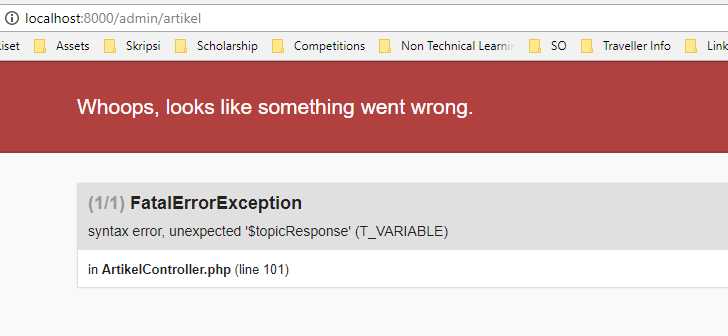 localhost:8000/admin/artikel
iset Assets Skripsi Scholarship Competitions Non Technical Learni SO Traveller Info Link
Whoops, looks like something went wrong.
(1/1) FatalErrorException
syntax error, unexpected '$topicResponse' (T_VARIABLE)
in ArtikelController.php (line 101)